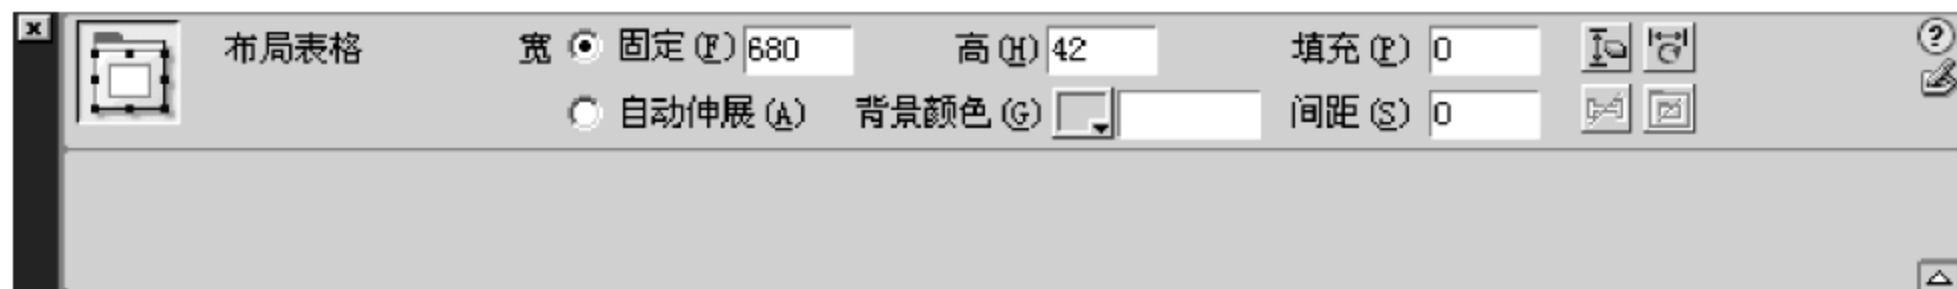 布局表格 宽 固定(F) 680 高(H) 42 填充(P) 0
自动伸展(A) 背景颜色(G) 间距(S) 0